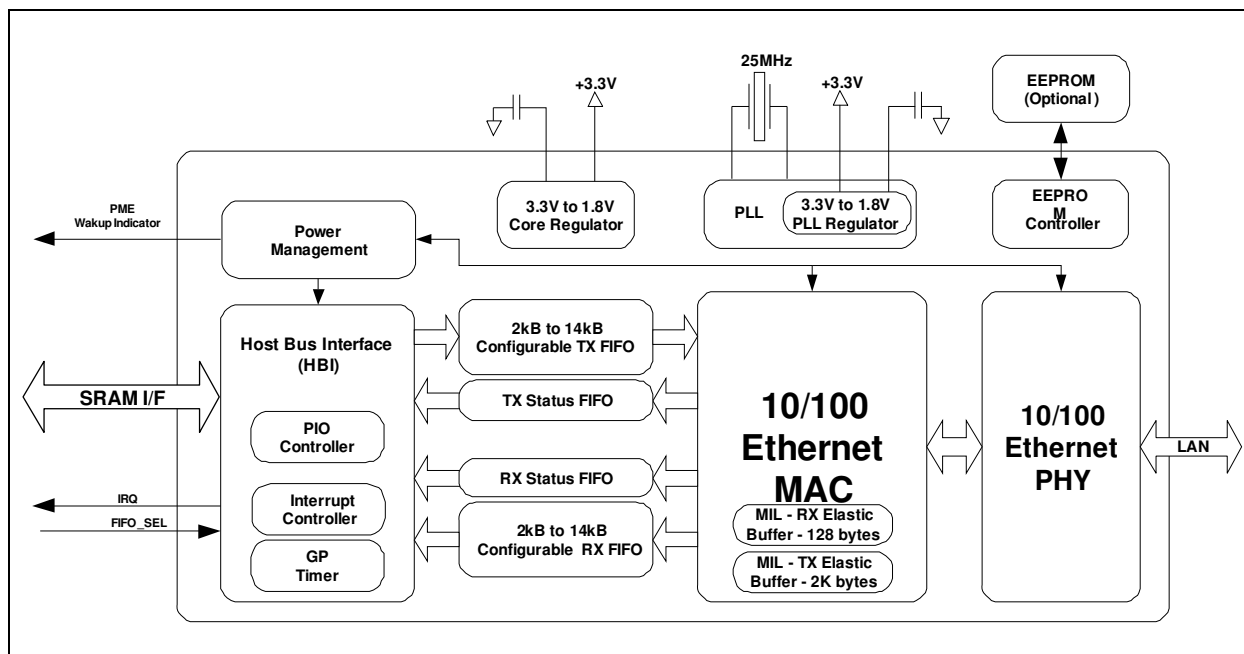 25MHz
+3.3V
+3.3V
EEPROM
(Optional)
3.3V to 1.8V
Core Regulator
PLL
3.3V to 1.8V
PLL Regulator
EEPRO
M
Controller
PME
Wakup Indicator
Power
Management
Host Bus Interface
(HBI)
2kB to 14kB
Configurable TX FIFO
SRAM I/F
TX Status FIFO
PIO
Controller
10/100
Ethernet
MAC
10/100
Ethernet
PHY
LAN
RX Status FIFO
IRQ
Interrupt
Controller
FIFO_SEL
2kB to 14kB
Configurable RX FIFO
MIL - RX Elastic
Buffer - 128 bytes
GP
Timer
MIL - TX Elastic
Buffer - 2K bytes